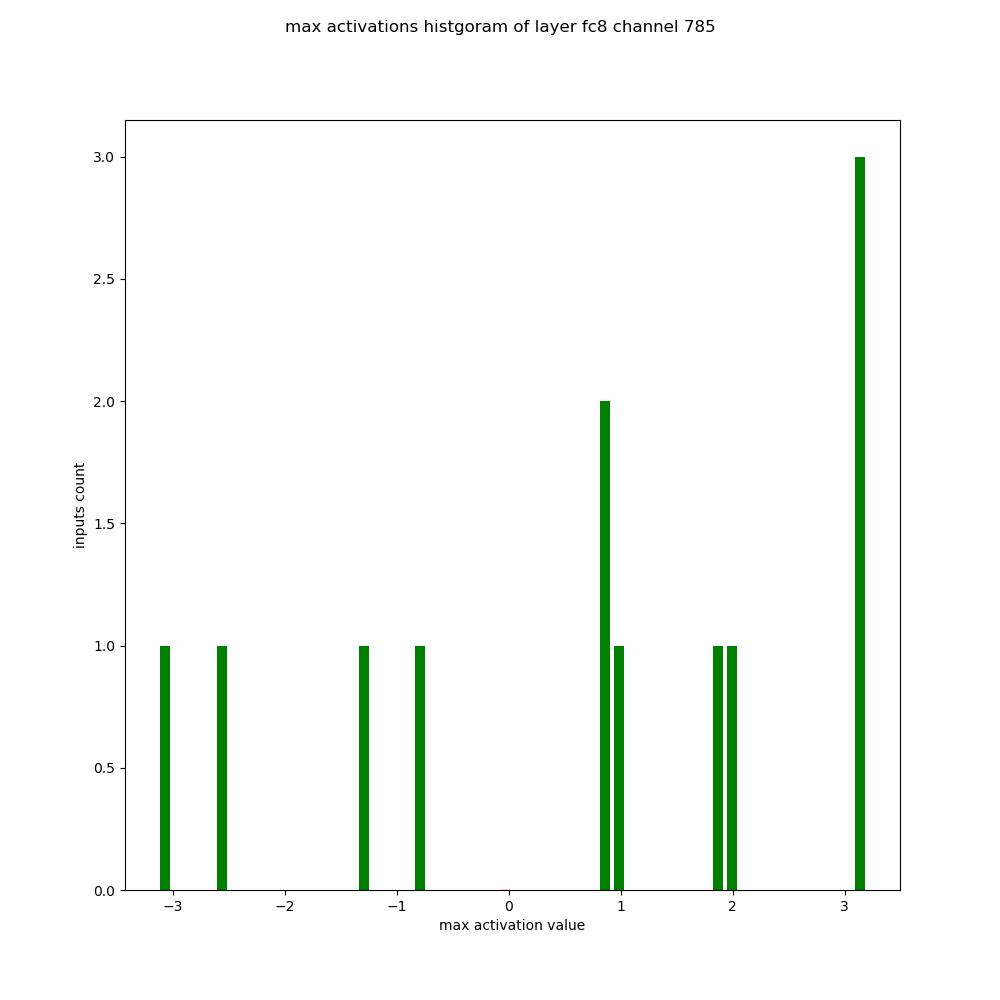 max activations histgoram of layer fc8 channel 785
3.0
2.5
2.0
1.5
1.0
0.5
0.0
inputs count
−3 −2 −1 0 1 2 3
max activation value